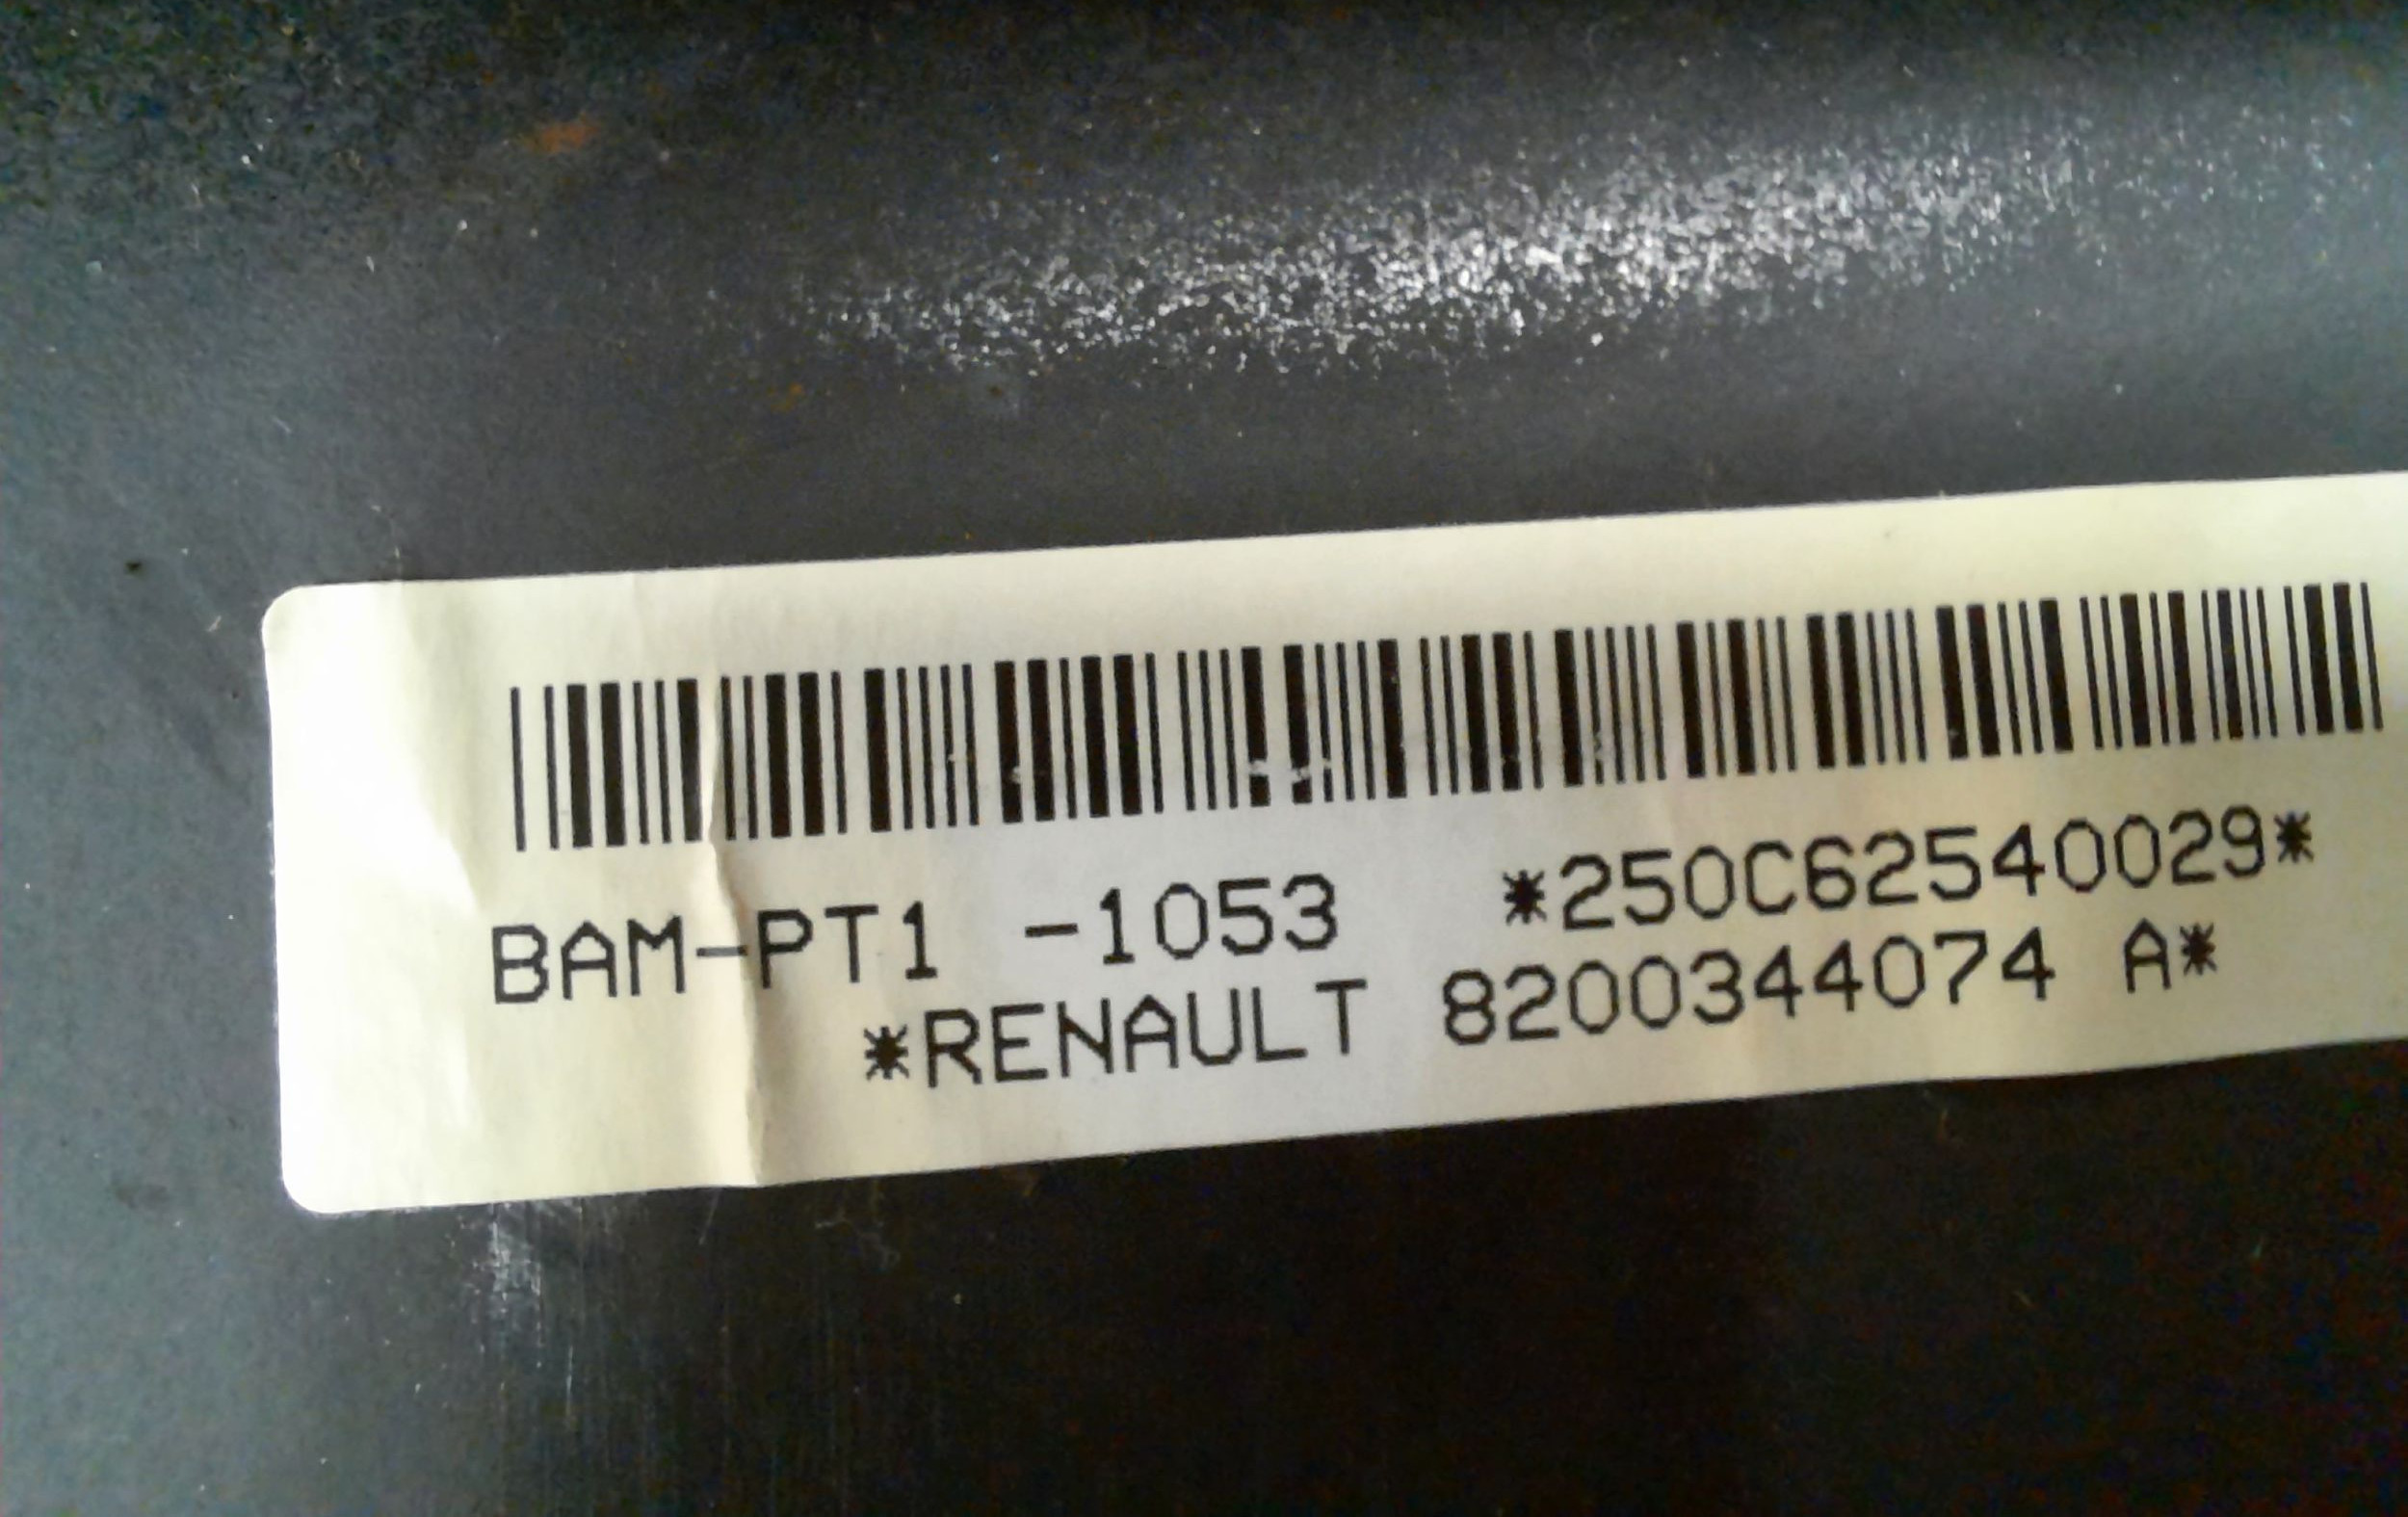 BAM-PT1 -1053 *250C62540029*
*RENAULT 8200344074 A*